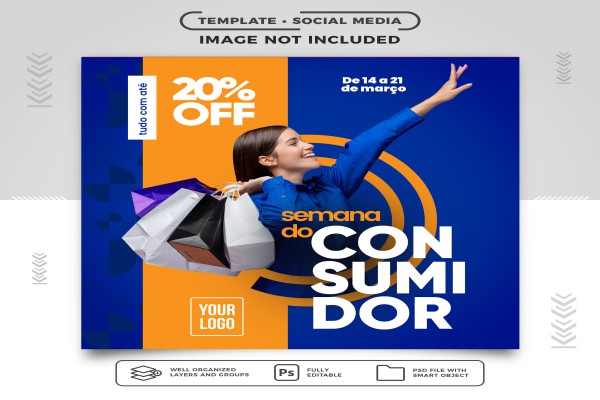 TEMPLATE • SOCIAL MEDIA
IMAGE NOT INCLUDED
tudo com até
20%
OFF
De 14 a 21
de março
semana
do
CON
SUMI
DOR
YOUR
LOGO
WELL ORGANIZED
LAYERS AND GROUPS
Ps
FULLY
EDITABLE
PSD FILE WITH
SMART OBJECT